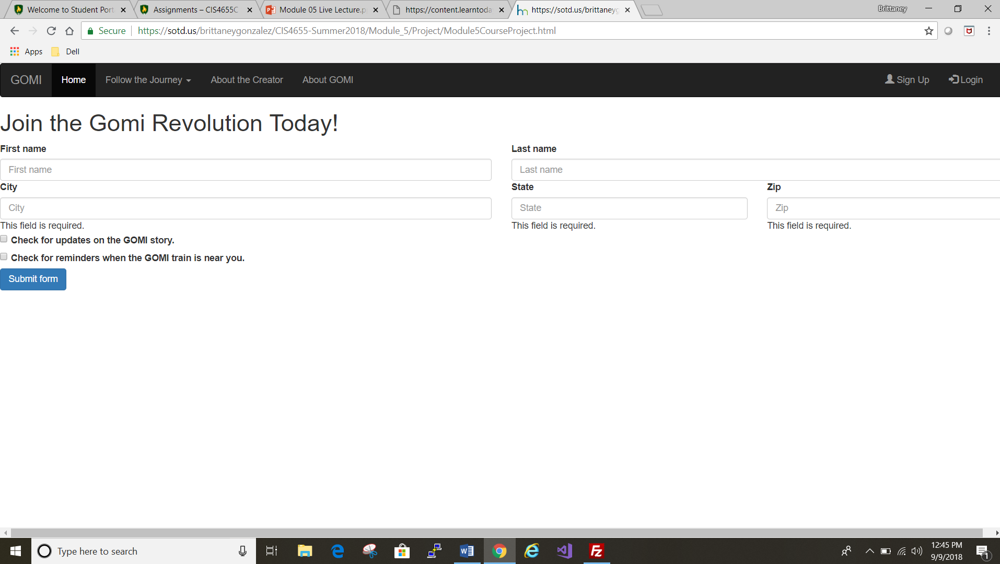 Welcome to Student Port
Assignments – CIS4655C
Module 05 Live Lecture.p
https://content.learntoda
https://sotd.us/brittaneyg
Brittaney
Secure
https://sotd.us/brittaneygonzalez/CIS4655-Summer2018/Module_5/Project/Module5CourseProject.html
Apps
Dell
GOMI
Home
Follow the Journey
About the Creator
About GOMI
Sign Up
Login
Join the Gomi Revolution Today!
First name
Last name
First name
Last name
City
State
Zip
City
State
Zip
This field is required.
This field is required.
This field is required.
Check for updates on the GOMI story.
Check for reminders when the GOMI train is near you.
Submit form
Type here to search
12:45 PM
9/9/2018
1